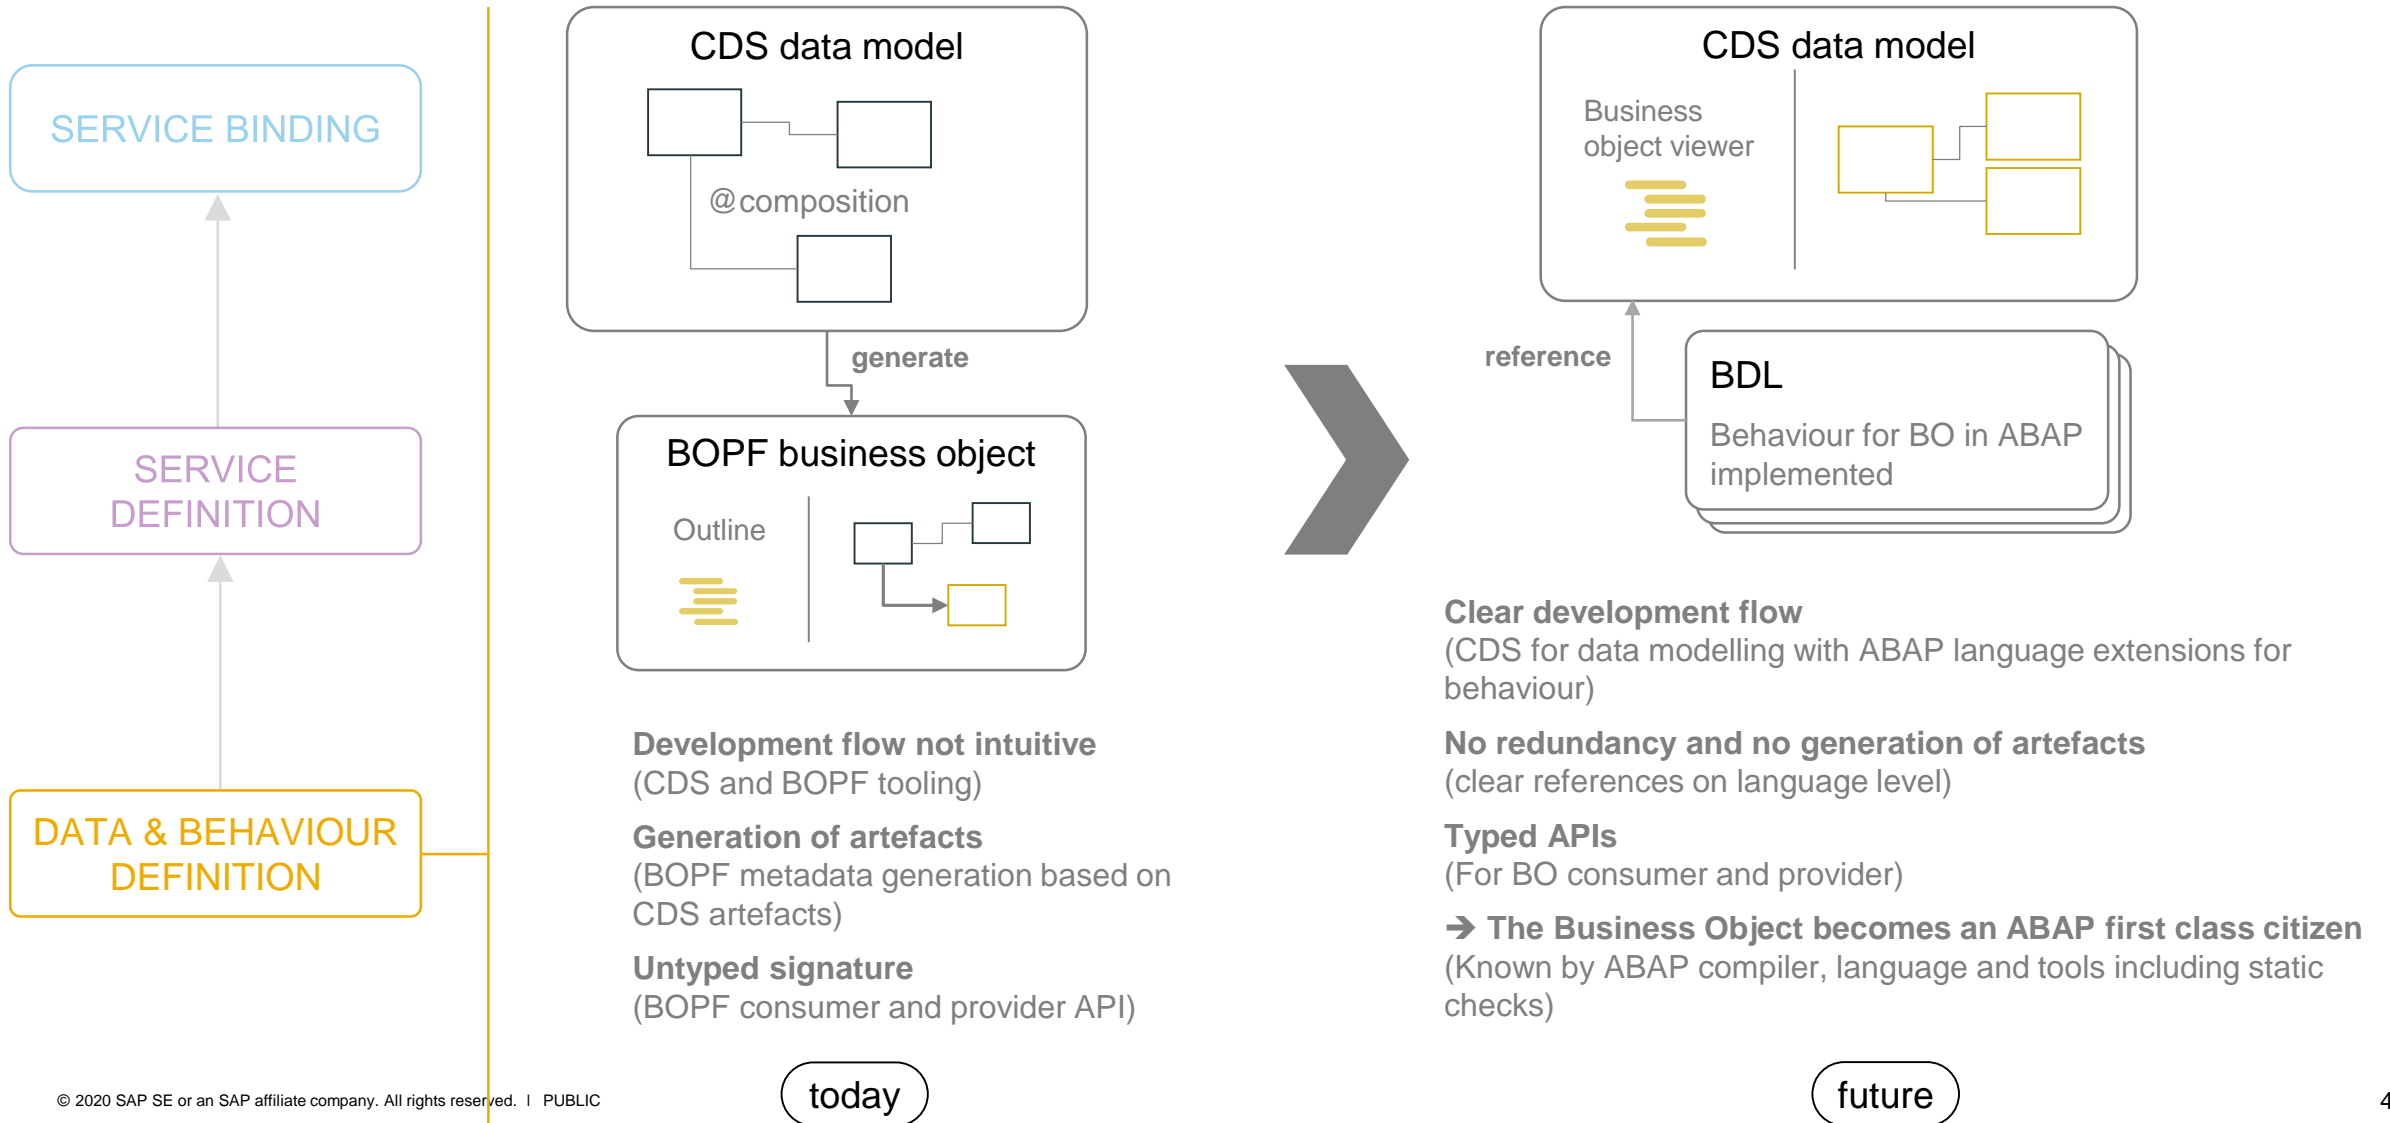 SERVICE BINDING
SERVICE
DEFINITION
DATA & BEHAVIOUR
DEFINITION
CDS data model
@composition
generate
BOPF business object
Outline
Development flow not intuitive
(CDS and BOPF tooling)
Generation of artefacts
(BOPF metadata generation based on
CDS artefacts)
Untyped signature
(BOPF consumer and provider API)
today
CDS data model
Business
object viewer
reference
BDL
Behaviour for BO in ABAP
implemented
Clear development flow
(CDS for data modelling with ABAP language extensions for
behaviour)
No redundancy and no generation of artefacts
(clear references on language level)
Typed APIs
(For BO consumer and provider)
➔ The Business Object becomes an ABAP first class citizen
(Known by ABAP compiler, language and tools including static
checks)
future
© 2020 SAP SE or an SAP affiliate company. All rights reserved. ǀ PUBLIC
4